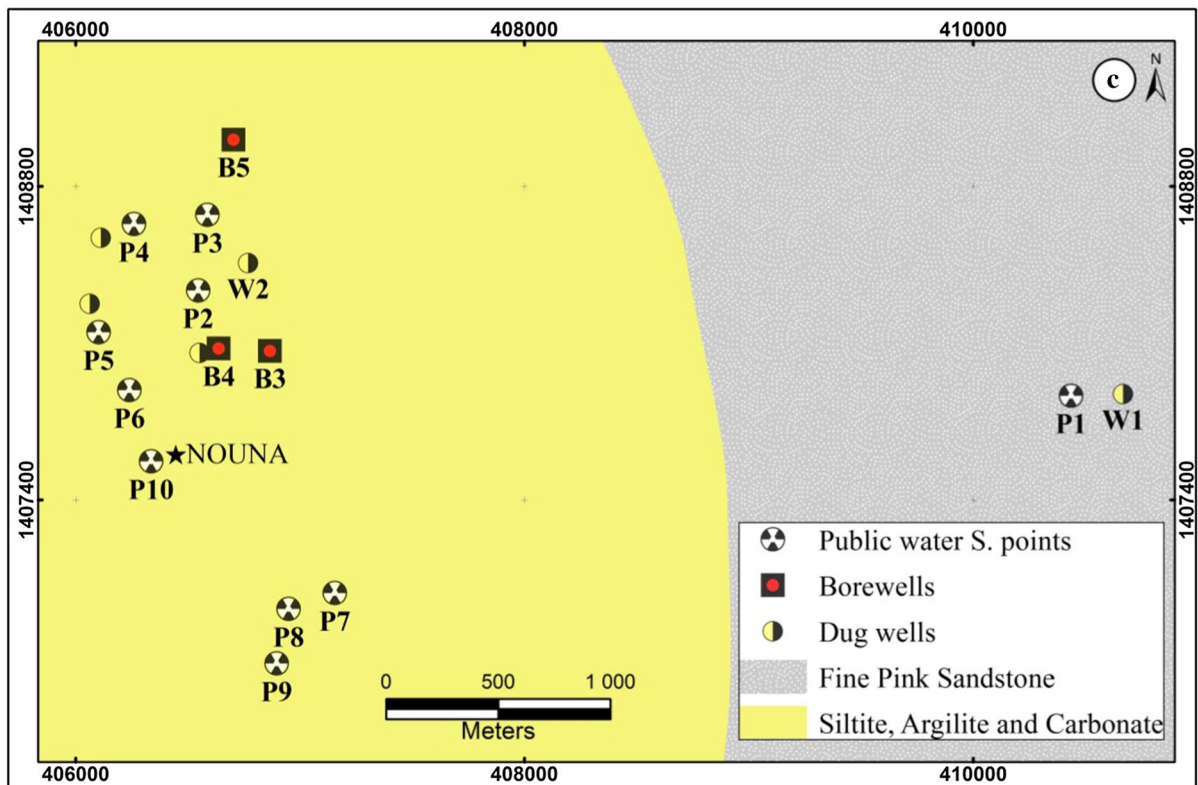 406000 408000 410000
N
c
B5
1408800 1408800
P3
P4
W2
P2
P5 B4 B3
P6 P1 W1
NOUNA
P10
1407400 1407400
Public water S. points
Borewells
Dug wells
P7
P8
Fine Pink Sandstone
P9
0 500 1 000
Siltite, Argilite and Carbonate
Meters
406000 408000 410000